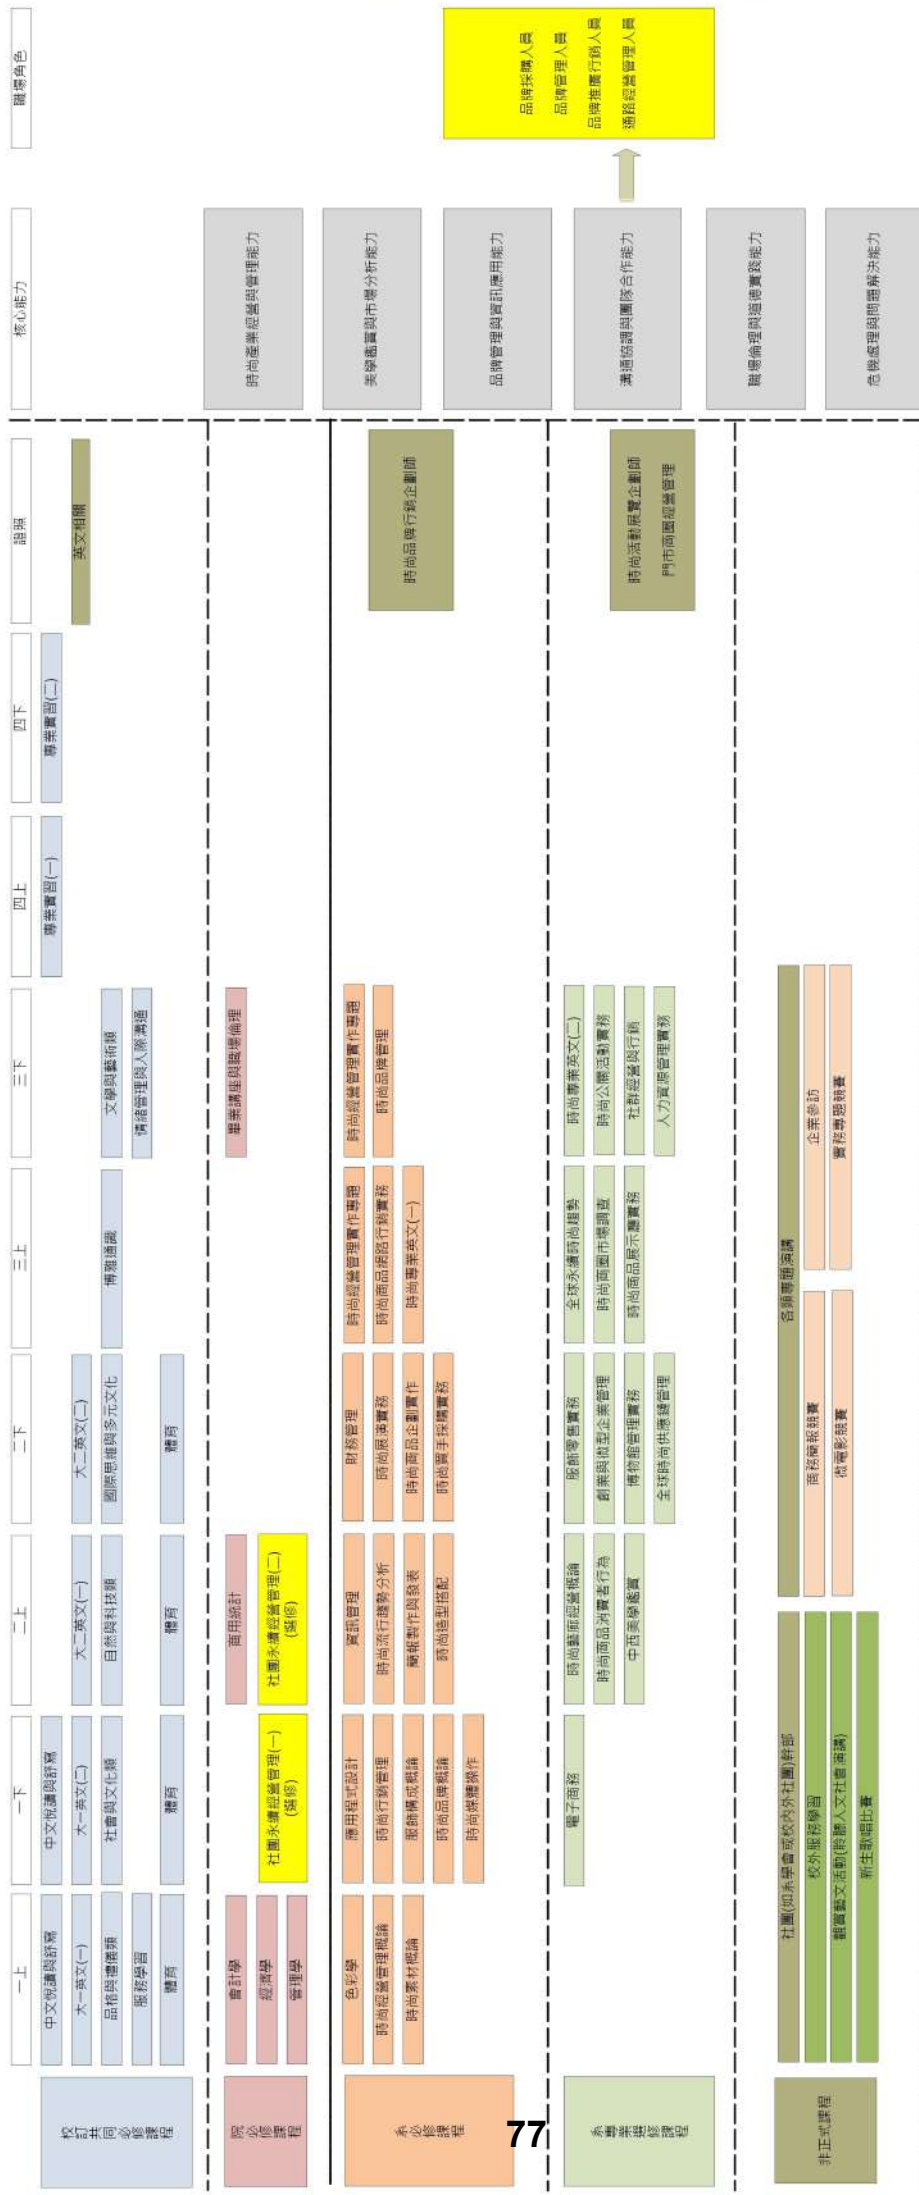 一上
一下
二上
二下
三上
三下
四上
四下
證照
核心能力
職場角色
校訂共同必修課程
中文悅讀與舒寫
大一英文(一)
品格與禮儀類
服務學習
體育
中文悅讀與舒寫
大一英文(二)
社會與文化類
體育
大二英文(一)
自然與科技類
體育
大二英文(二)
國際思維與多元文化
體育
博雅通識
文學與藝術類
情緒管理與人際溝通
專業實習(一)
專業實習(二)
英文相關
院必修課程
會計學
經濟學
管理學
社團永續經營管理(一)
(選修)
商用統計
社團永續經營管理(二)
(選修)
畢業講座與職場倫理
系必修課程
色彩學
時尚經營管理概論
時尚素材概論
應用程式設計
時尚行銷管理
服飾構成概論
時尚品牌概論
時尚媒體操作
資訊管理
時尚流行趨勢分析
簡報製作與發表
時尚造型搭配
財務管理
時尚展演實務
時尚商品企劃實作
時尚買手採購實務
時尚經營管理實作專題
時尚商品網路行銷實務
時尚專業英文(一)
時尚經營管理實作專題
時尚品牌管理
時尚品牌行銷企劃師
系專業選修課程
電子商務
時尚藝廊經營概論
時尚商品消費者行為
中西美學鑑賞
服飾零售實務
創業與微型企業管理
博物館管理實務
全球時尚供應鏈管理
全球永續時尚趨勢
時尚商圈市場調查
時尚商品展示廳實務
時尚專業英文(二)
時尚公關活動實務
社群經營與行銷
人力資源管理實務
時尚活動展覽企劃師
門市商圈經營管理
非正式課程
社團(如系學會或校內外社團)幹部
校外服務學習
觀賞藝文活動(聆聽人文社會演講)
新生歌唱比賽
各類專題演講
商務簡報競賽
微電影競賽
企業參訪
實務專題競賽
時尚產業經營與管理能力
美學鑑賞與市場分析能力
品牌管理與資訊應用能力
溝通協調與團隊合作能力
職場倫理與道德實踐能力
危機處理與問題解決能力
品牌採購人員
品牌管理人員
品牌推廣行銷人員
通路經營管理人員
77